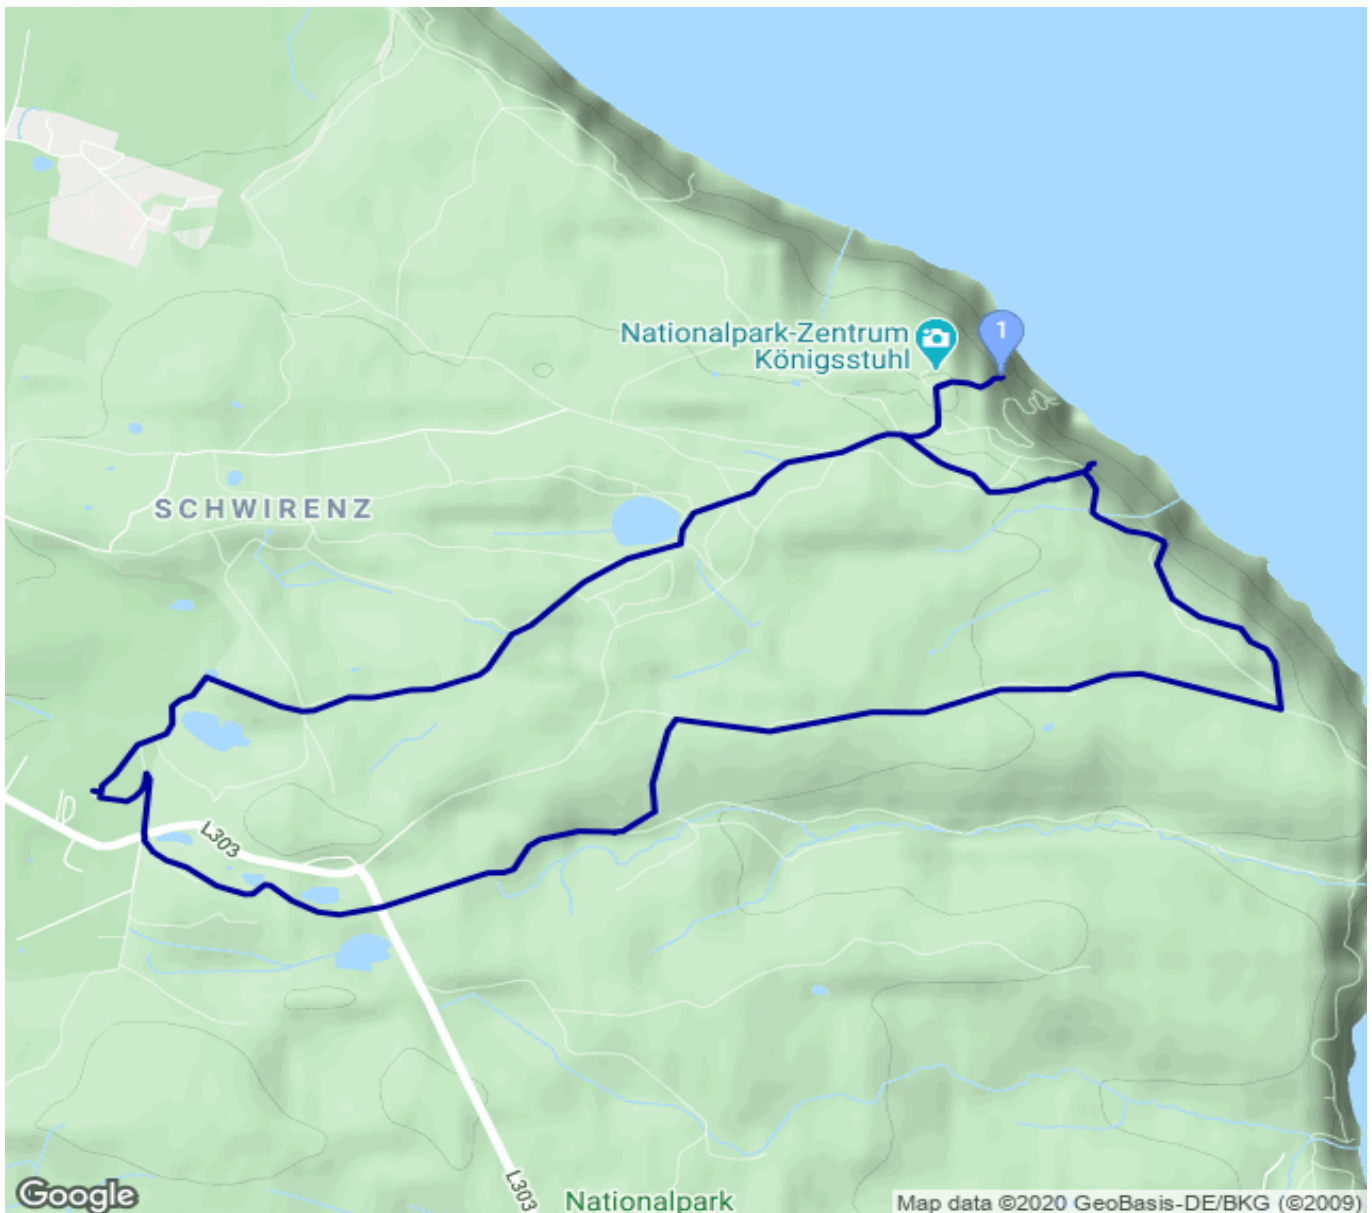 Nationalpark-Zentrum
Königsstuhl
1
SCHWIRENZ
L303
L303
Nationalpark
Google
Map data ©2020 GeoBasis-DE/BKG (©2009)